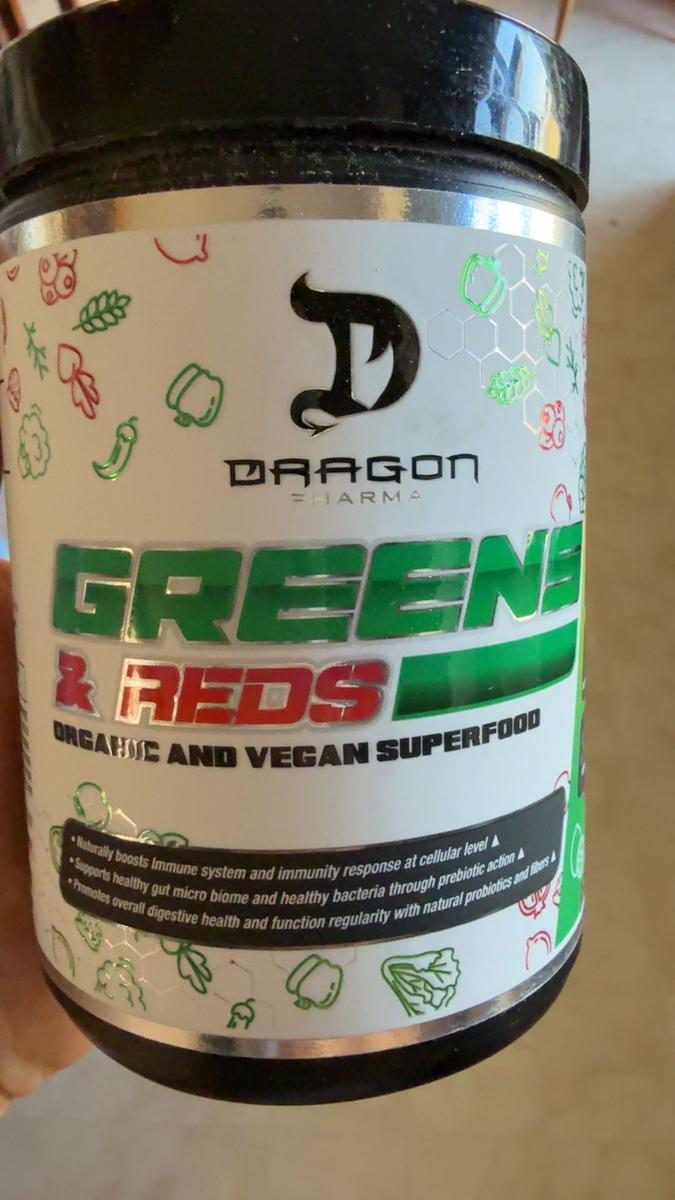 DRAGON
PHARMA
GREENS
& REDS
ORGANIC AND VEGAN SUPERFOOD
• Naturally boosts Immune system and immunity response at cellular level ▲
• Supports healthy gut micro biome and healthy bacteria through prebiotic action ▲
• Promotes overall digestive health and function regularity with natural probiotics and fibers ▲